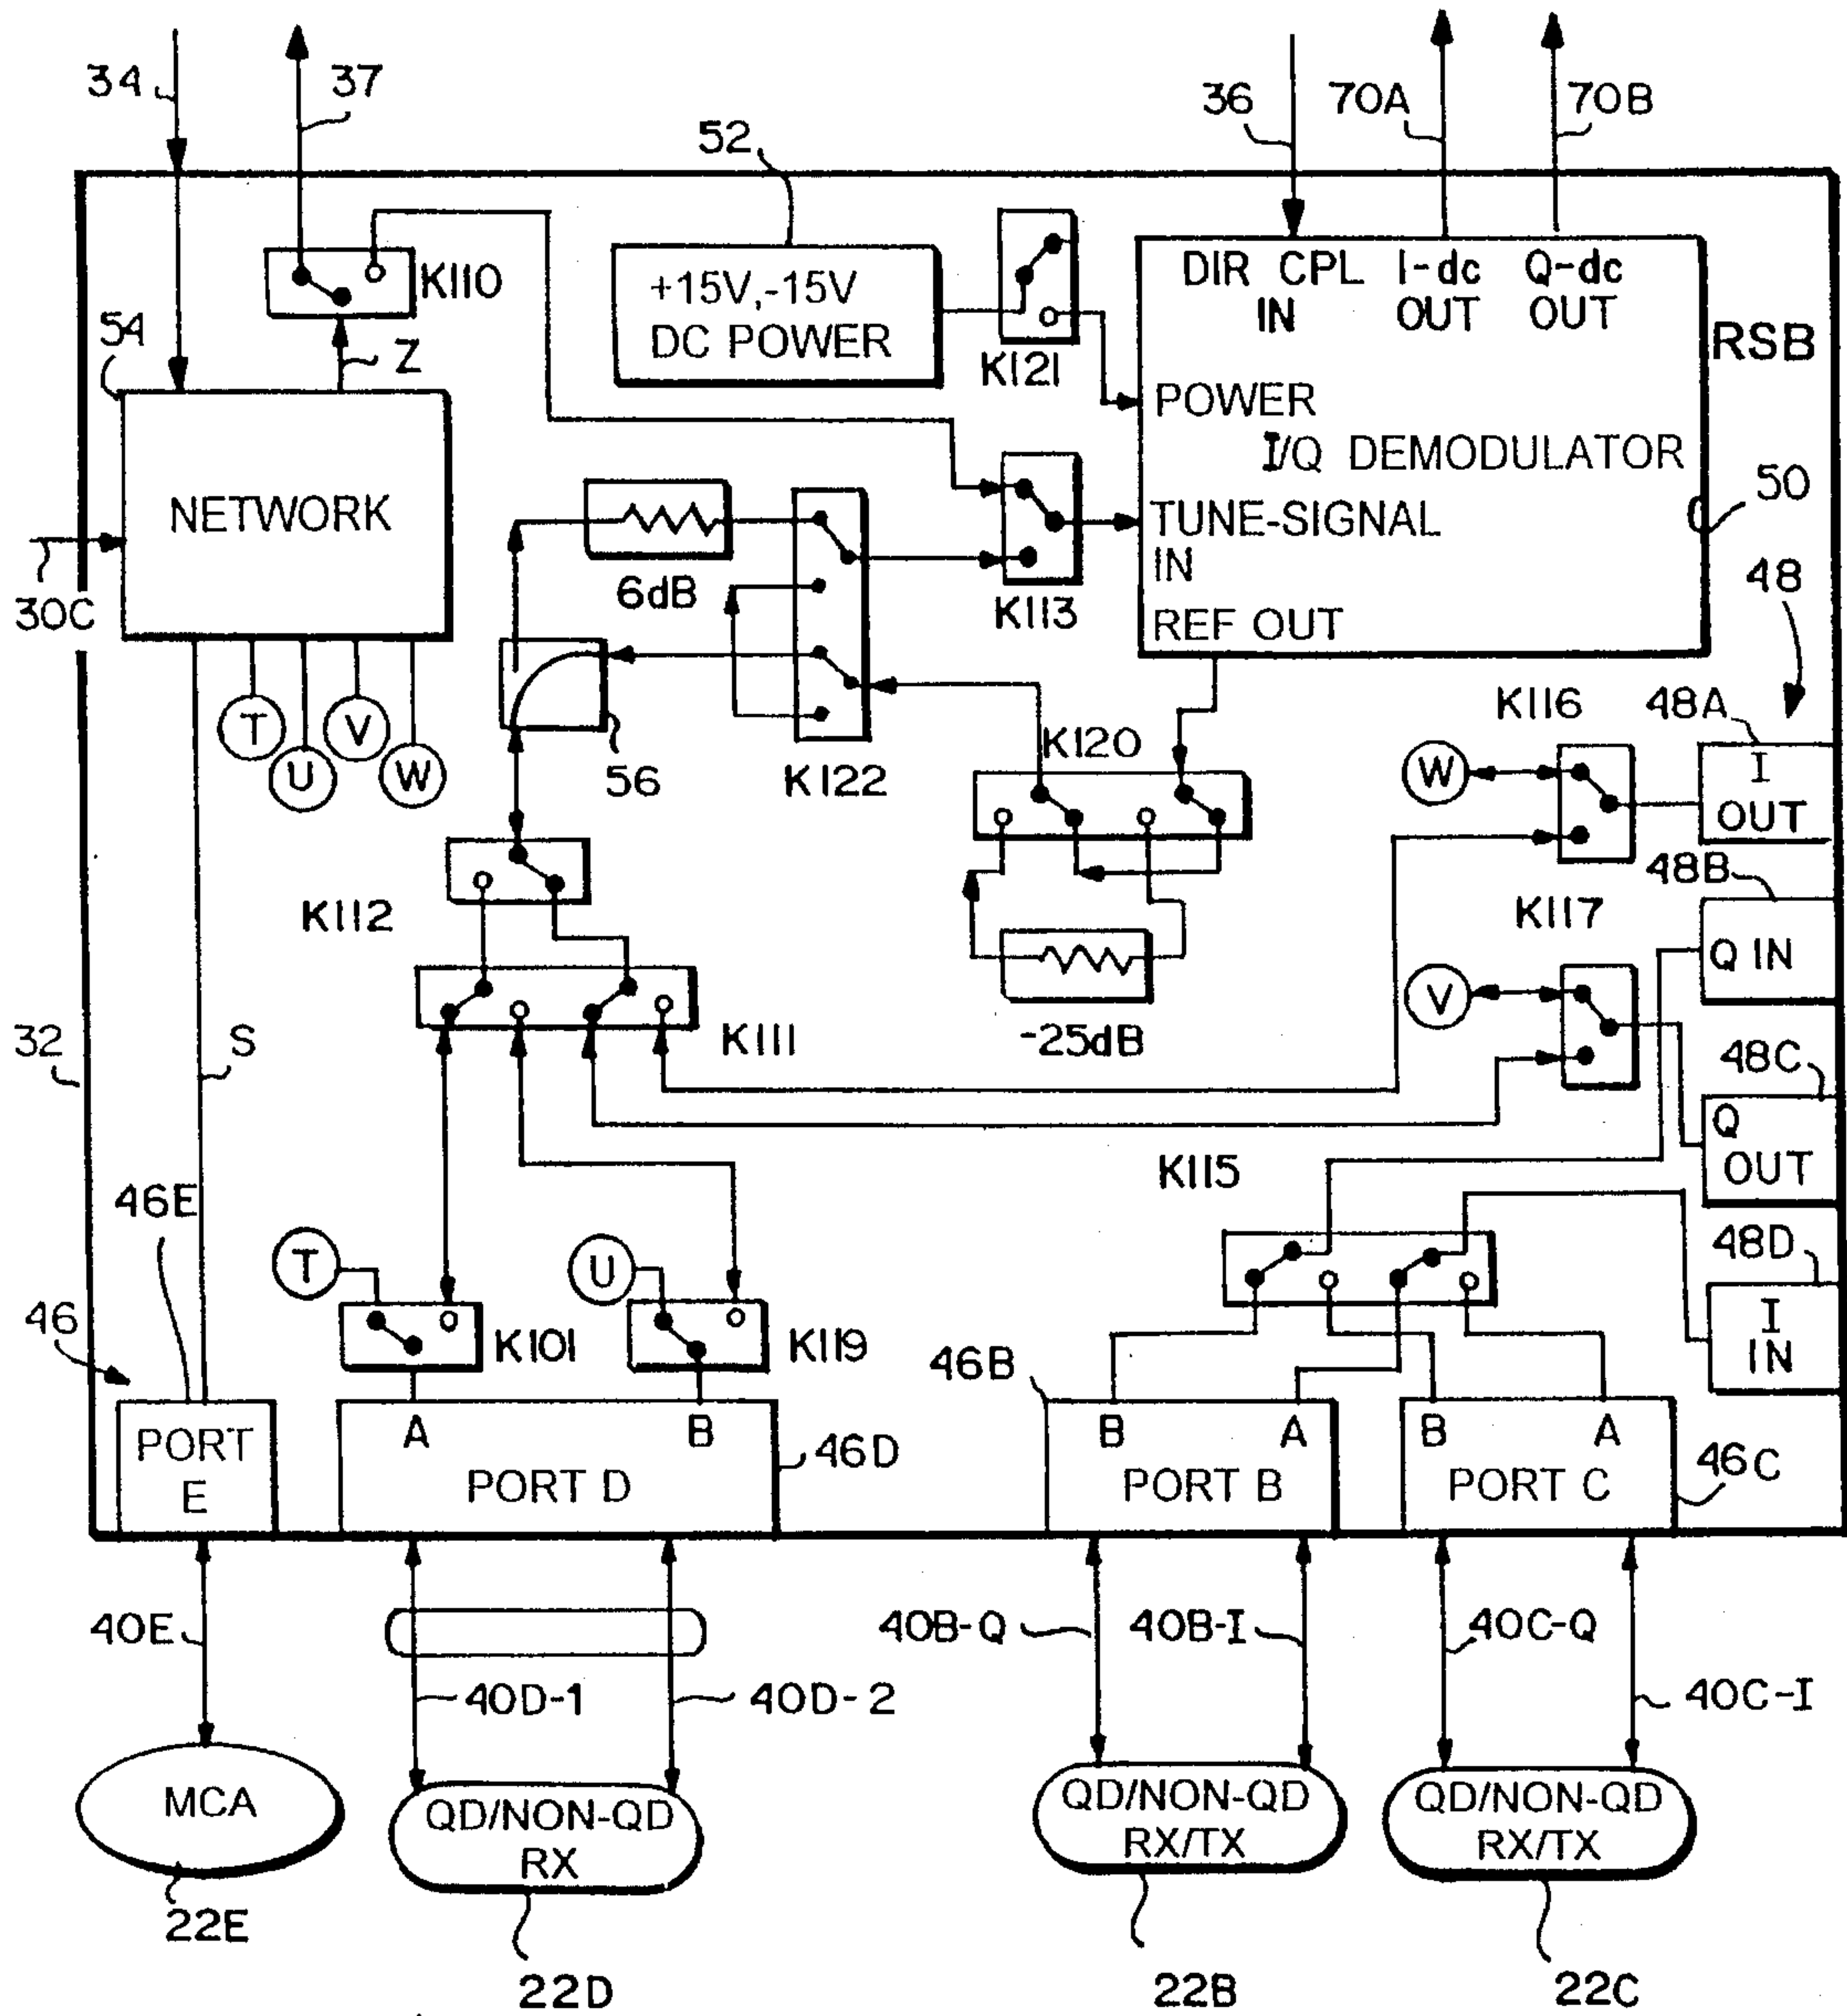 34
37
36
70A
70B
52
K110
+15V,-15V
DC POWER
K121
DIR CPL
IN
I-dc
OUT
Q-dc
OUT
RSB
54
Z
POWER
I/Q DEMODULATOR
NETWORK
TUNE-SIGNAL
IN
50
30C
6dB
K113
REF OUT
48
T
U
V
W
56
K122
K120
K116
48A
W
I
OUT
K112
48B
K117
Q IN
V
32
S
K111
-25dB
48C
Q
OUT
K115
46E
48D
T
U
I
IN
46
K101
K119
46B
PORT
E
A
B
PORT D
46D
B
A
PORT B
B
A
PORT C
46C
40E
40D-1
40D-2
40B-Q
40B-I
40C-Q
40C-I
MCA
QD/NON-QD
RX
QD/NON-QD
RX/TX
QD/NON-QD
RX/TX
22E
22D
22B
22C